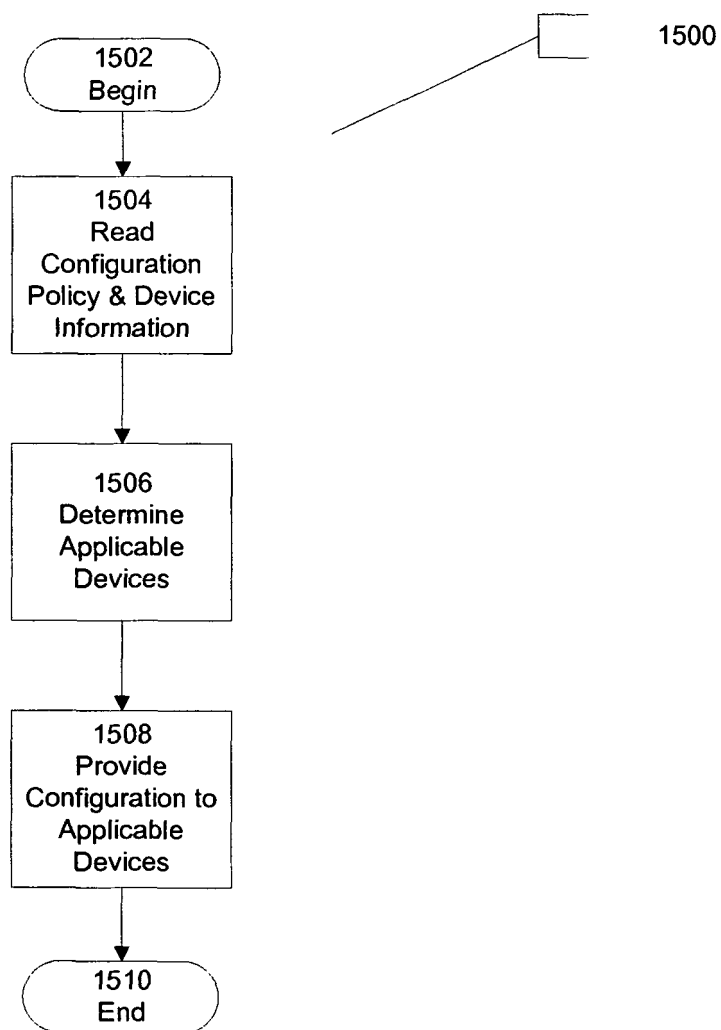 1500
1502
Begin
1504
Read
Configuration
Policy & Device
Information
1506
Determine
Applicable
Devices
1508
Provide
Configuration to
Applicable
Devices
1510
End